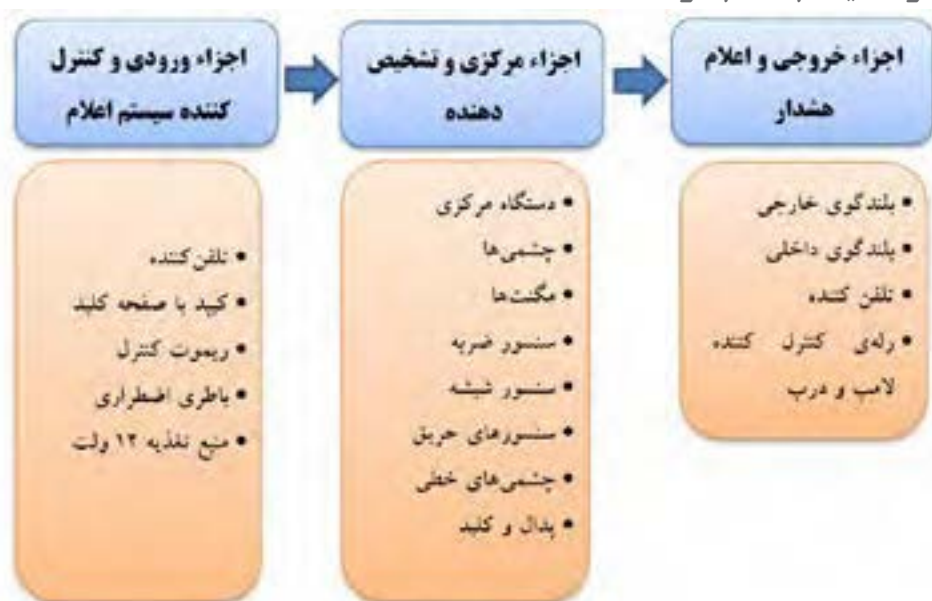 اجزاء ورودی و کنترل
کننده سیستم اعلام
تلفن کننده
کیپد با صفحه کلید
ریموت کنترل
باطری اضطراری
منبع تغذیه ۱۲ ولت
اجزاء مرکزی و تشخیص
دهنده
دستگاه مرکزی
چشمی‌ها
مگنت‌ها
سنسور ضربه
سنسور شیشه
سنسورهای حریق
چشمی‌های خطی
پدال و کلید
اجزاء خروجی و اعلام
هشدار
بلندگوی خارجی
بلندگوی داخلی
تلفن کننده
رله‌ی کنترل کننده
لامپ و درب